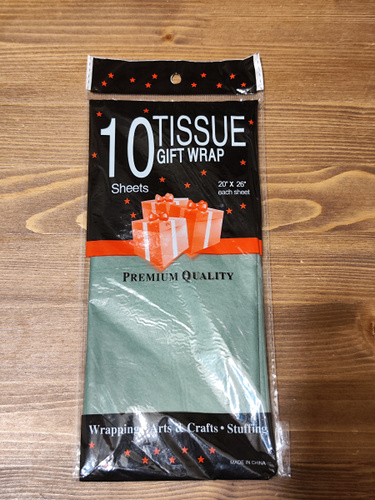 10 TISSUE
GIFT WRAP
Sheets
20" X 26"
each sheet
PREMIUM QUALITY
Wrapping • Arts & Crafts • Stuffing
MADE IN CHINA